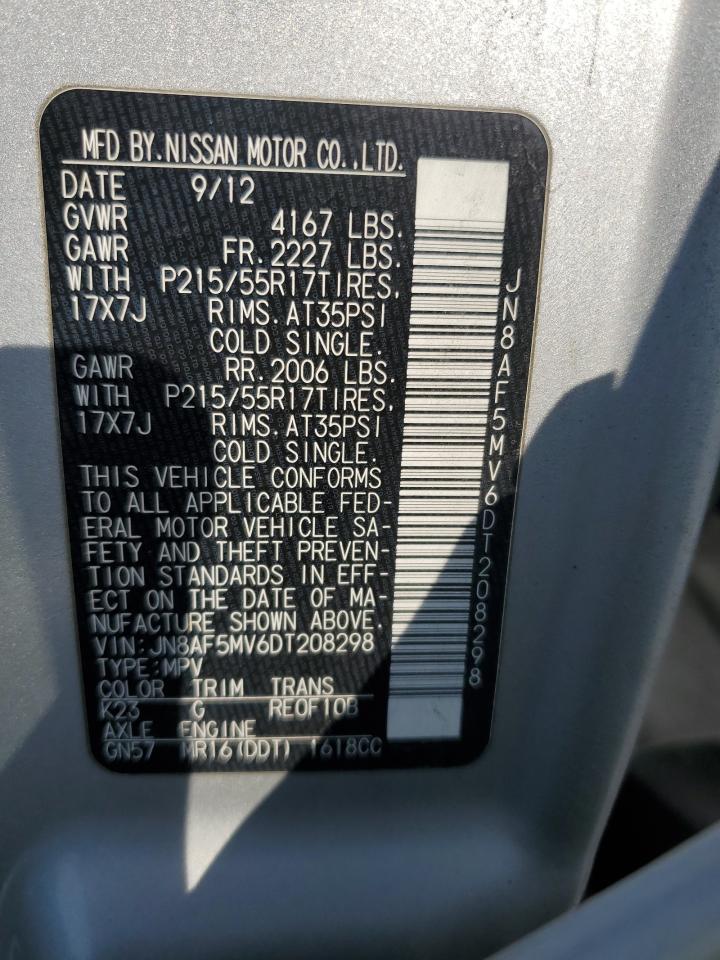 MFD BY.NISSAN MOTOR CO.,LTD.
DATE 9/12
GVWR 4167 LBS.
GAWR FR.2227 LBS.
WITH P215/55R17TIRES,
17X7J RIMS.AT35PSI
COLD SINGLE.
GAWR RR.2006 LBS.
WITH P215/55R17TIRES,
17X7J RIMS.AT35PSI
COLD SINGLE.
THIS VEHICLE CONFORMS
TO ALL APPLICABLE FED-
ERAL MOTOR VEHICLE SA-
FETY AND THEFT PREVEN-
TION STANDARDS IN EFF-
ECT ON THE DATE OF MA-
NUFACTURE SHOWN ABOVE.
VIN:JN8AF5MV6DT208298
TYPE:MPV
COLOR TRIM TRANS
K23 G RE0F10B
AXLE ENGINE
GN57 MR16(DDT) 1618CC
JN8AF5MV6DT208298